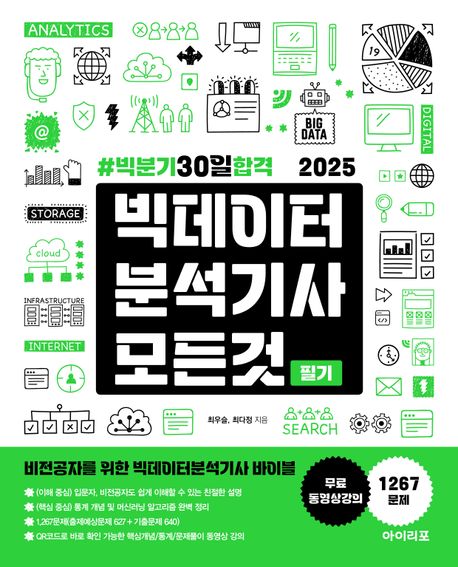 ANALYTICS
19
@
BIG
DATA
DIGITAL
#빅분기30일합격 2025
STORAGE
빅데이터
분석기사
모든것
필기
cloud
INFRASTRUCTURE
INTERNET
최우슬, 최다정 지음
SEARCH
비전공자를 위한 빅데이터분석기사 바이블
(이해 중심) 입문자, 비전공자도 쉽게 이해할 수 있는 친절한 설명
(핵심 중심) 통계 개념 및 머신러닝 알고리즘 완벽 정리
1,267문제(출제예상문제 627 + 기출문제 640)
QR코드로 바로 확인 가능한 핵심개념/통계/문제풀이 동영상 강의
무료
동영상강의
1267
문제
아이리포